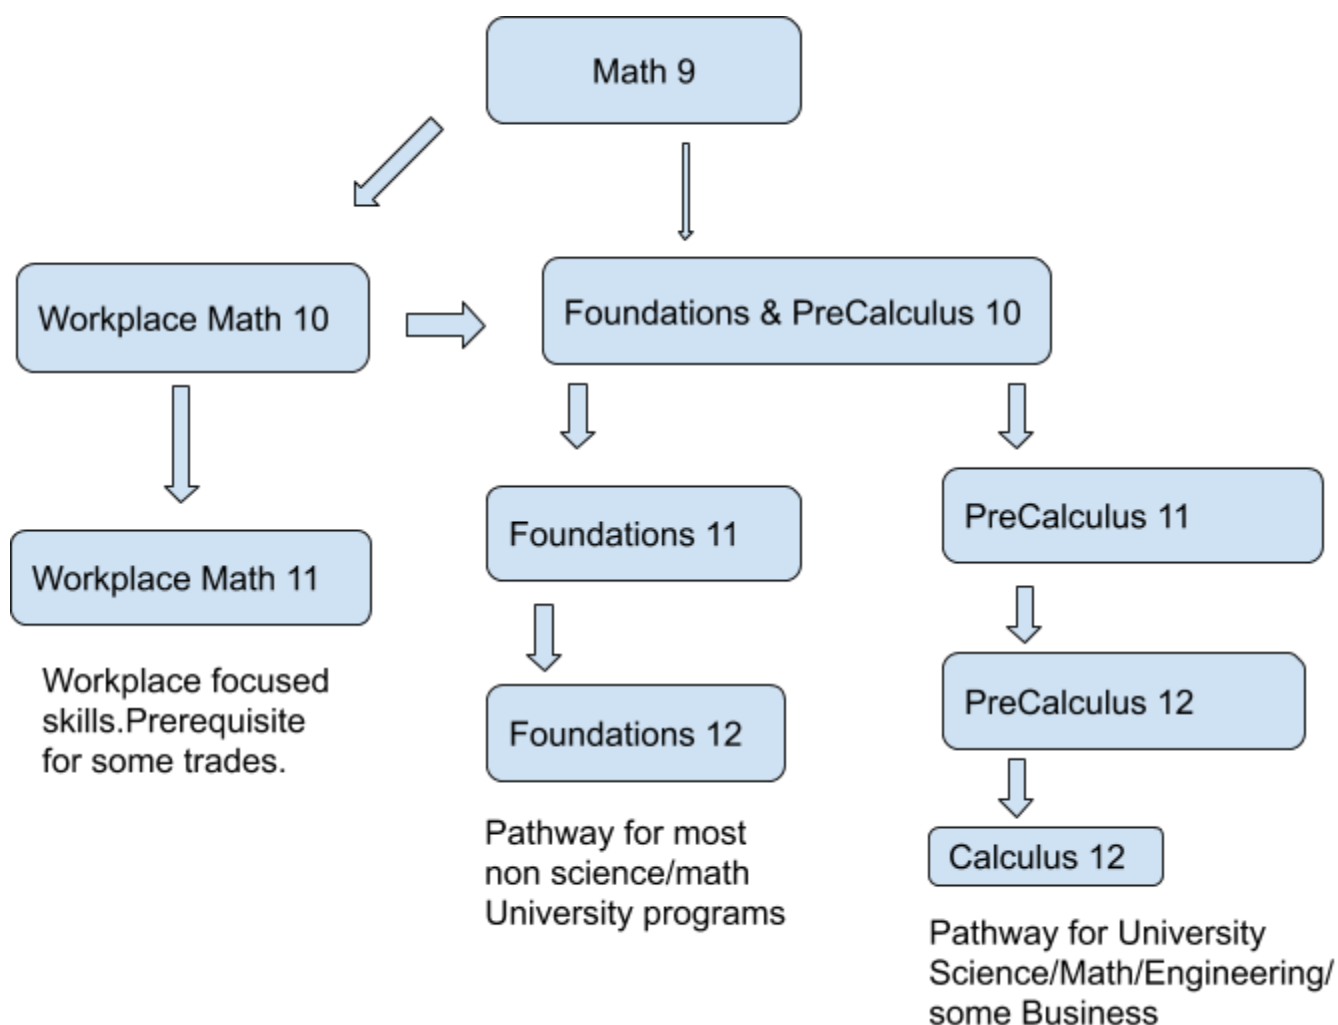 Math 9
Workplace Math 10
Foundations & PreCalculus 10
Workplace Math 11
Workplace focused
skills.Prerequisite
for some trades.
Foundations 11
Foundations 12
Pathway for most
non science/math
University programs
PreCalculus 11
PreCalculus 12
Calculus 12
Pathway for University
Science/Math/Engineering/
some Business